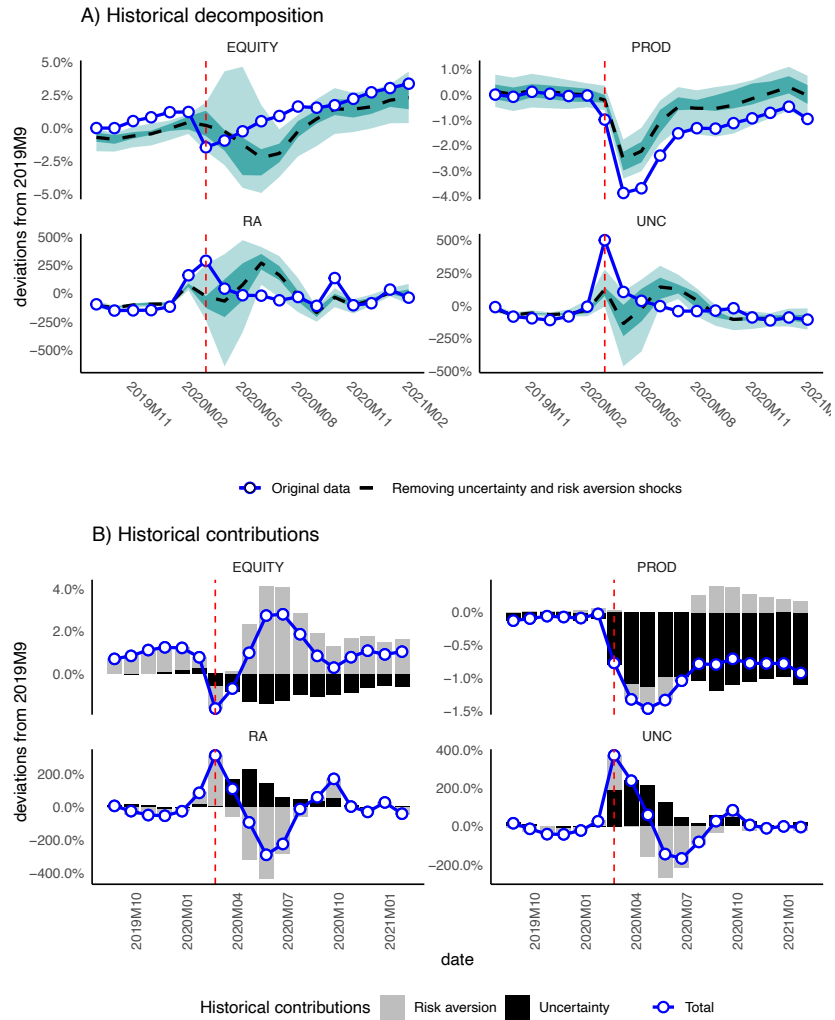 A) Historical decomposition
EQUITY
PROD
5.0%
2.5%
0.0%
−2.5%
−5.0%
1.0%
0.0%
−1.0%
−2.0%
−3.0%
−4.0%
RA
UNC
500%
250%
0%
−250%
−500%
500%
250%
0%
−250%
−500%
deviations from 2019M9
2019M11
2020M02
2020M05
2020M08
2020M11
2021M02
2019M11
2020M02
2020M05
2020M08
2020M11
2021M
Original data
Removing uncertainty and risk aversion shocks
B) Historical contributions
EQUITY
PROD
4.0%
2.0%
0.0%
0.0%
−0.5%
−1.0%
−1.5%
RA
UNC
200.0%
0.0%
−200.0%
−400.0%
400.0%
200.0%
0.0%
−200.0%
deviations from 2019M9
2019M10
2020M01
2020M04
2020M07
2020M10
2021M01
2019M10
2020M01
2020M04
2020M07
2020M10
2021M01
date
Historical contributions
Risk aversion
Uncertainty
Total